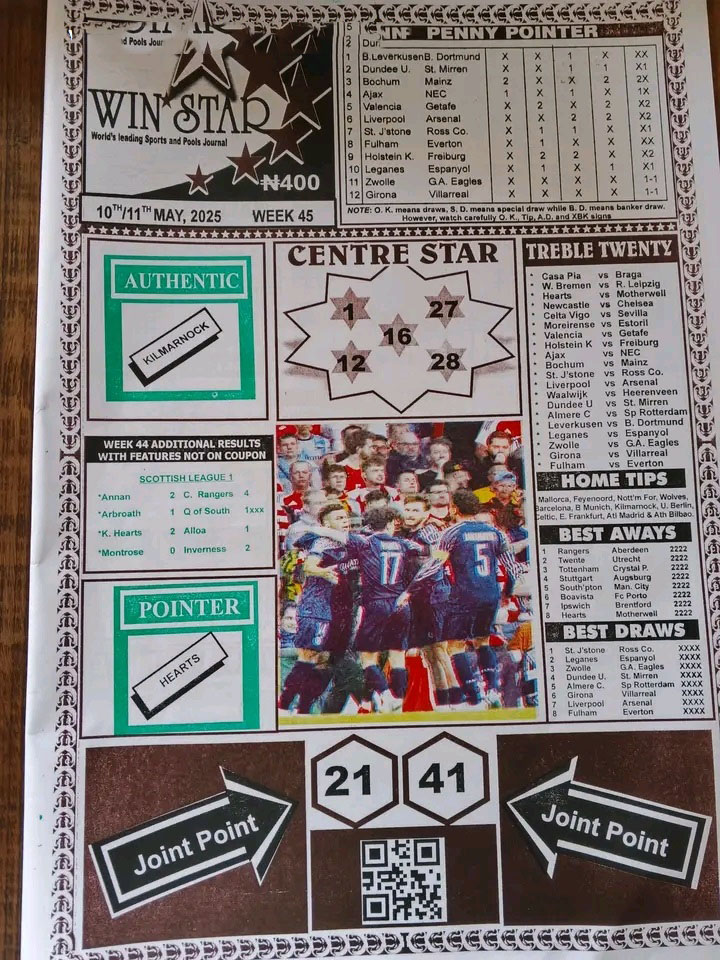 nd Pools Jour
WIN STAR
World's leading Sports and Pools Journal
₦400
10TH/11TH MAY, 2025 WEEK 45
PENNY POINTER
1 B.Leverkusen B. Dortmund X X 1 X XX
2 Dundee U. St. Mirren X 1 1 X X1
3 Bochum Mainz 2 X X 2 2X
4 Ajax NEC 1 X 1 X 1X
5 Valencia Getafe X 2 X 2 X2
6 Liverpool Arsenal X X 2 2 X2
7 St. J'stone Ross Co. X 1 1 X X1
8 Fulham Everton X 1 X X XX
9 Holstein K. Freiburg X 2 2 X X2
10 Leganes Espanyol X 1 X 1 X1
11 Zwolle G.A. Eagles X X X X 1-1
12 Girona Villarreal X X X X 1-1
NOTE: O. K. means draws, S. D. means special draw while B. D. means banker draw.
However, watch carefully O. K., Tip, A.D. and XBK signs
AUTHENTIC
KILMARNOCK
CENTRE STAR
1 27
16
12 28
TREBLE TWENTY
* Casa Pia vs Braga
* W. Bremen vs R. Leipzig
* Hearts vs Motherwell
* Newcastle vs Chelsea
* Celta Vigo vs Sevilla
* Moreirense vs Estoril
* Valencia vs Getafe
* Holstein K vs Freiburg
* Ajax vs NEC
* Bochum vs Mainz
* St. J'stone vs Ross Co.
* Liverpool vs Arsenal
* Waalwijk vs Heerenveen
* Dundee U vs St. Mirren
* Almere C vs Sp Rotterdam
* Leverkusen vs B. Dortmund
* Leganes vs Espanyol
* Zwolle vs G.A. Eagles
* Girona vs Villarreal
* Fulham vs Everton
WEEK 44 ADDITIONAL RESULTS
WITH FEATURES NOT ON COUPON
SCOTTISH LEAGUE 1
*Annan 2 C. Rangers 4
*Arbroath 1 Q of South 1xxx
*K. Hearts 2 Alloa 1
*Montrose 0 Inverness 2
17
5
HOME TIPS
Mallorca, Feyenoord, Nott'm For, Wolves,
Barcelona, B Munich, Kilmarnock, U. Berlin,
Celtic, E. Frankfurt, Atl Madrid & Ath Bilbao.
BEST AWAYS
1 Rangers Aberdeen 2222
2 Twente Utrecht 2222
3 Tottenham Crystal P. 2222
4 Stuttgart Augsburg 2222
5 South'pton Man. City 2222
6 Boavista Fc Porto 2222
7 Ipswich Brentford 2222
8 Hearts Motherwell 2222
BEST DRAWS
1 St. J'stone Ross Co. XXXX
2 Leganes Espanyol XXXX
3 Zwolle G.A. Eagles XXXX
4 Dundee U. St. Mirren XXXX
5 Almere C. Sp Rotterdam XXXX
6 Girona Villarreal XXXX
7 Liverpool Arsenal XXXX
8 Fulham Everton XXXX
POINTER
HEARTS
Joint Point
21 41
Joint Point